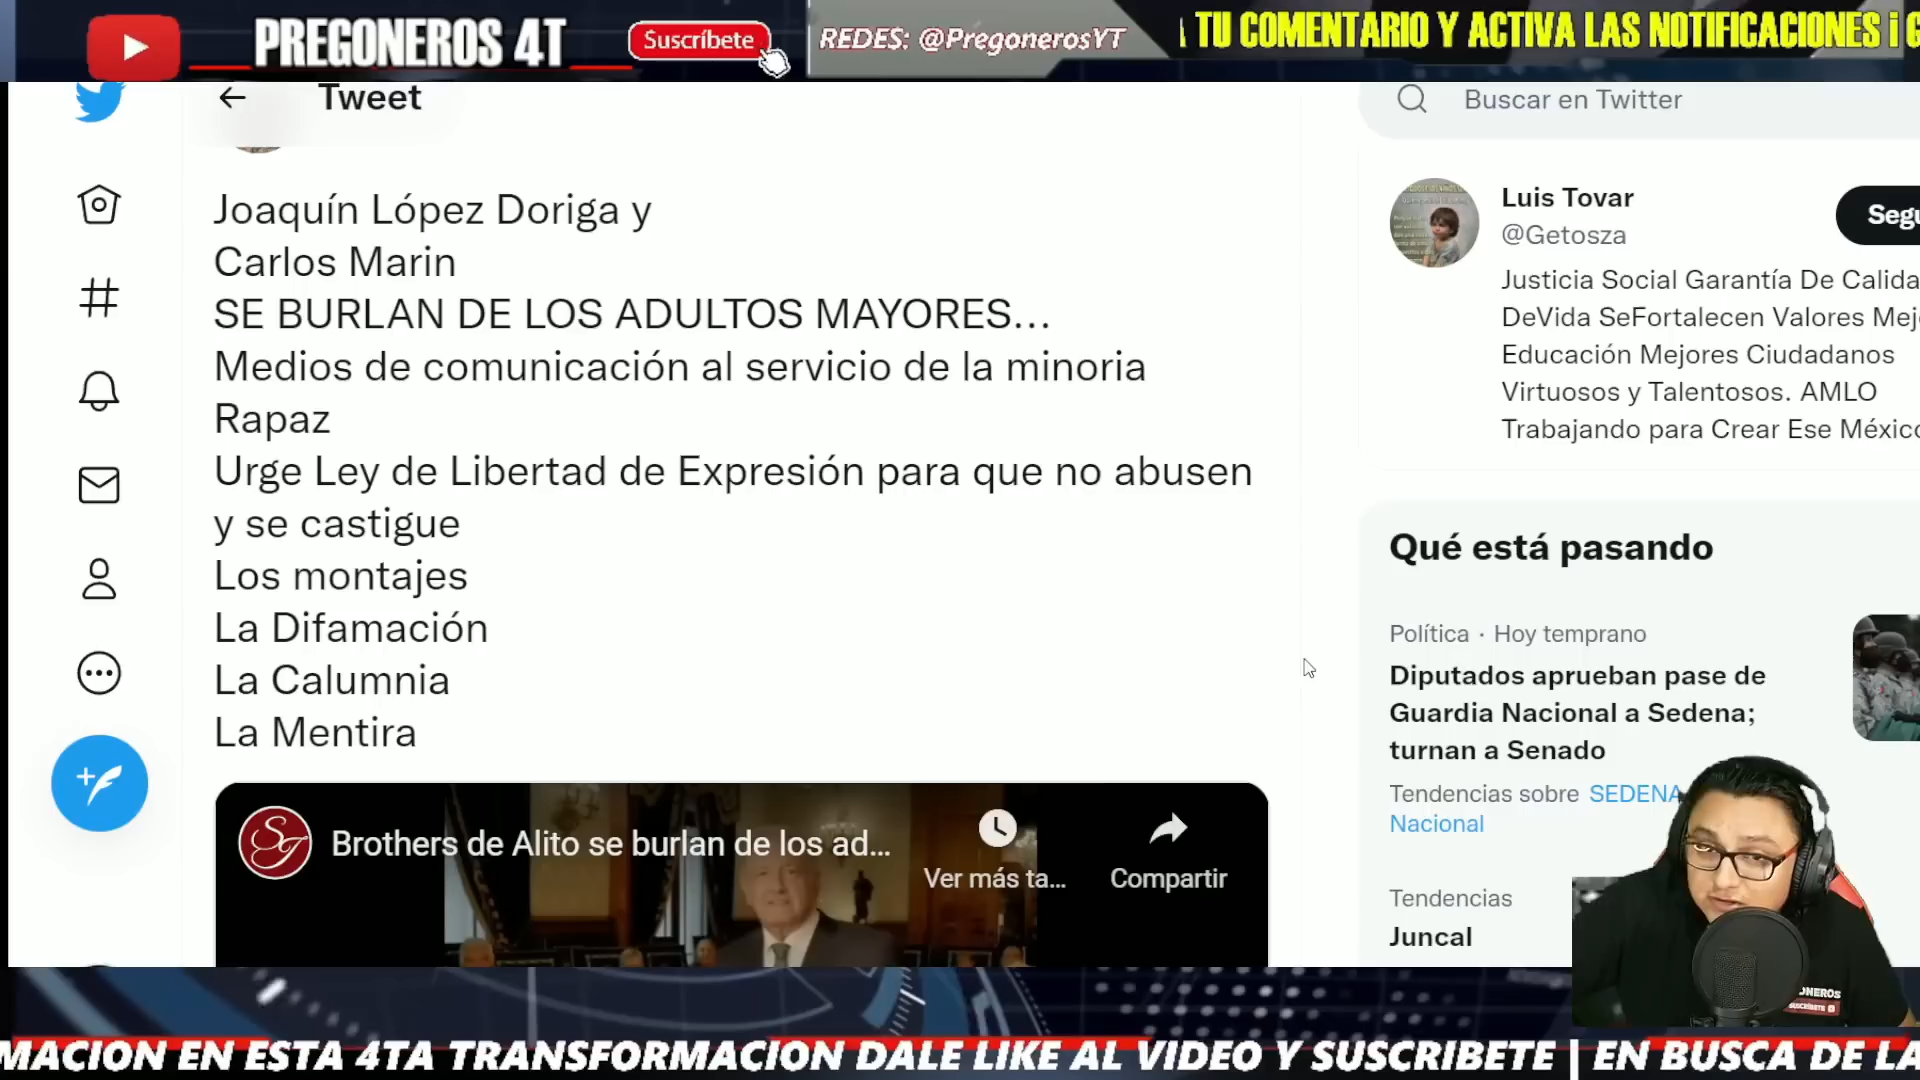 PREGONEROS 4T
Suscríbete
REDES: @PregonerosYT
TU COMENTARIO Y ACTIVA LAS NOTIFICACIONES ¡ G
Tweet
Joaquín López Doriga y
Carlos Marin
SE BURLAN DE LOS ADULTOS MAYORES...
Medios de comunicación al servicio de la minoria
Rapaz
Urge Ley de Libertad de Expresión para que no abusen
y se castigue
Los montajes
La Difamación
La Calumnia
La Mentira
Brothers de Alito se burlan de los ad...
Ver más ta...
Compartir
Buscar en Twitter
Luis Tovar
@Getosza
Segu
Justicia Social Garantía De Calida
DeVida SeFortalecen Valores Mej
Educación Mejores Ciudadanos
Virtuosos y Talentosos. AMLO
Trabajando para Crear Ese México
Qué está pasando
Política · Hoy temprano
Diputados aprueban pase de
Guardia Nacional a Sedena;
turnan a Senado
Tendencias sobre SEDENA
Nacional
Tendencias
Juncal
ONEROS
SUSCRIBETE
MACION EN ESTA 4TA TRANSFORMACION DALE LIKE AL VIDEO Y SUSCRIBETE | EN BUSCA DE LA